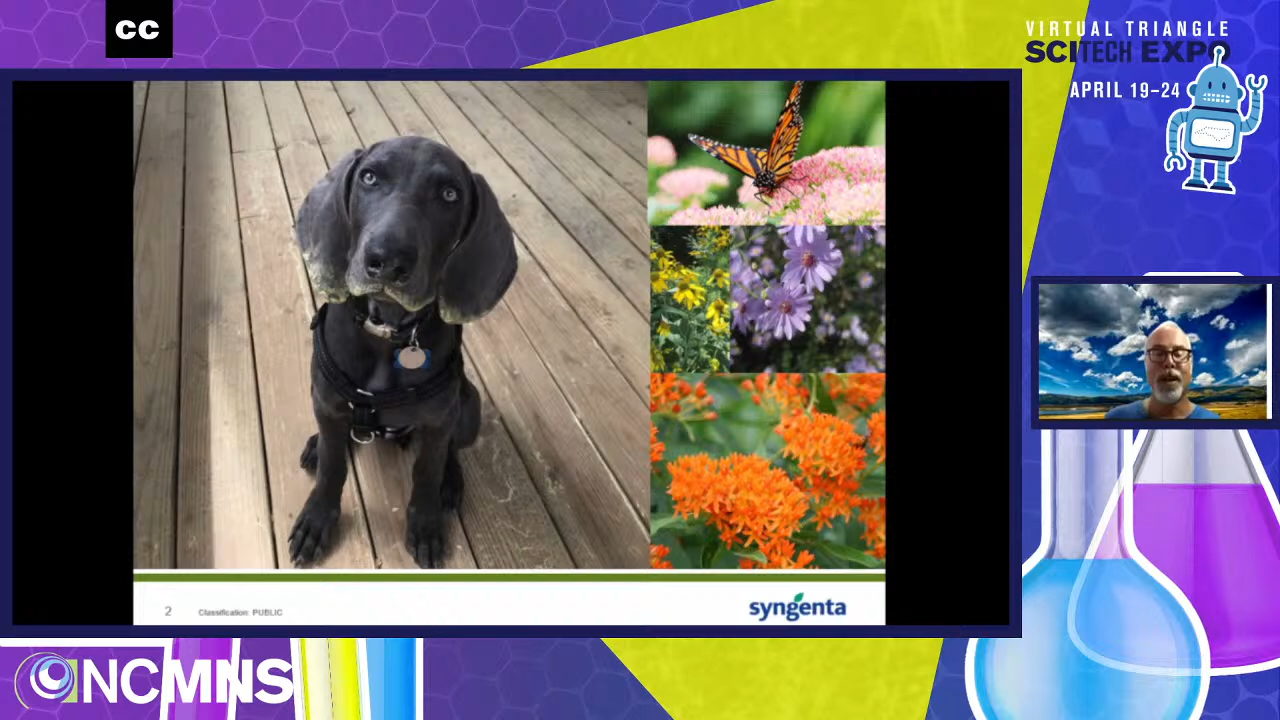 CC
VIRTUAL TRIANGLE
SCITECH EXPO
APRIL 19–24
2
Classification: PUBLIC
syngenta
NCMNS